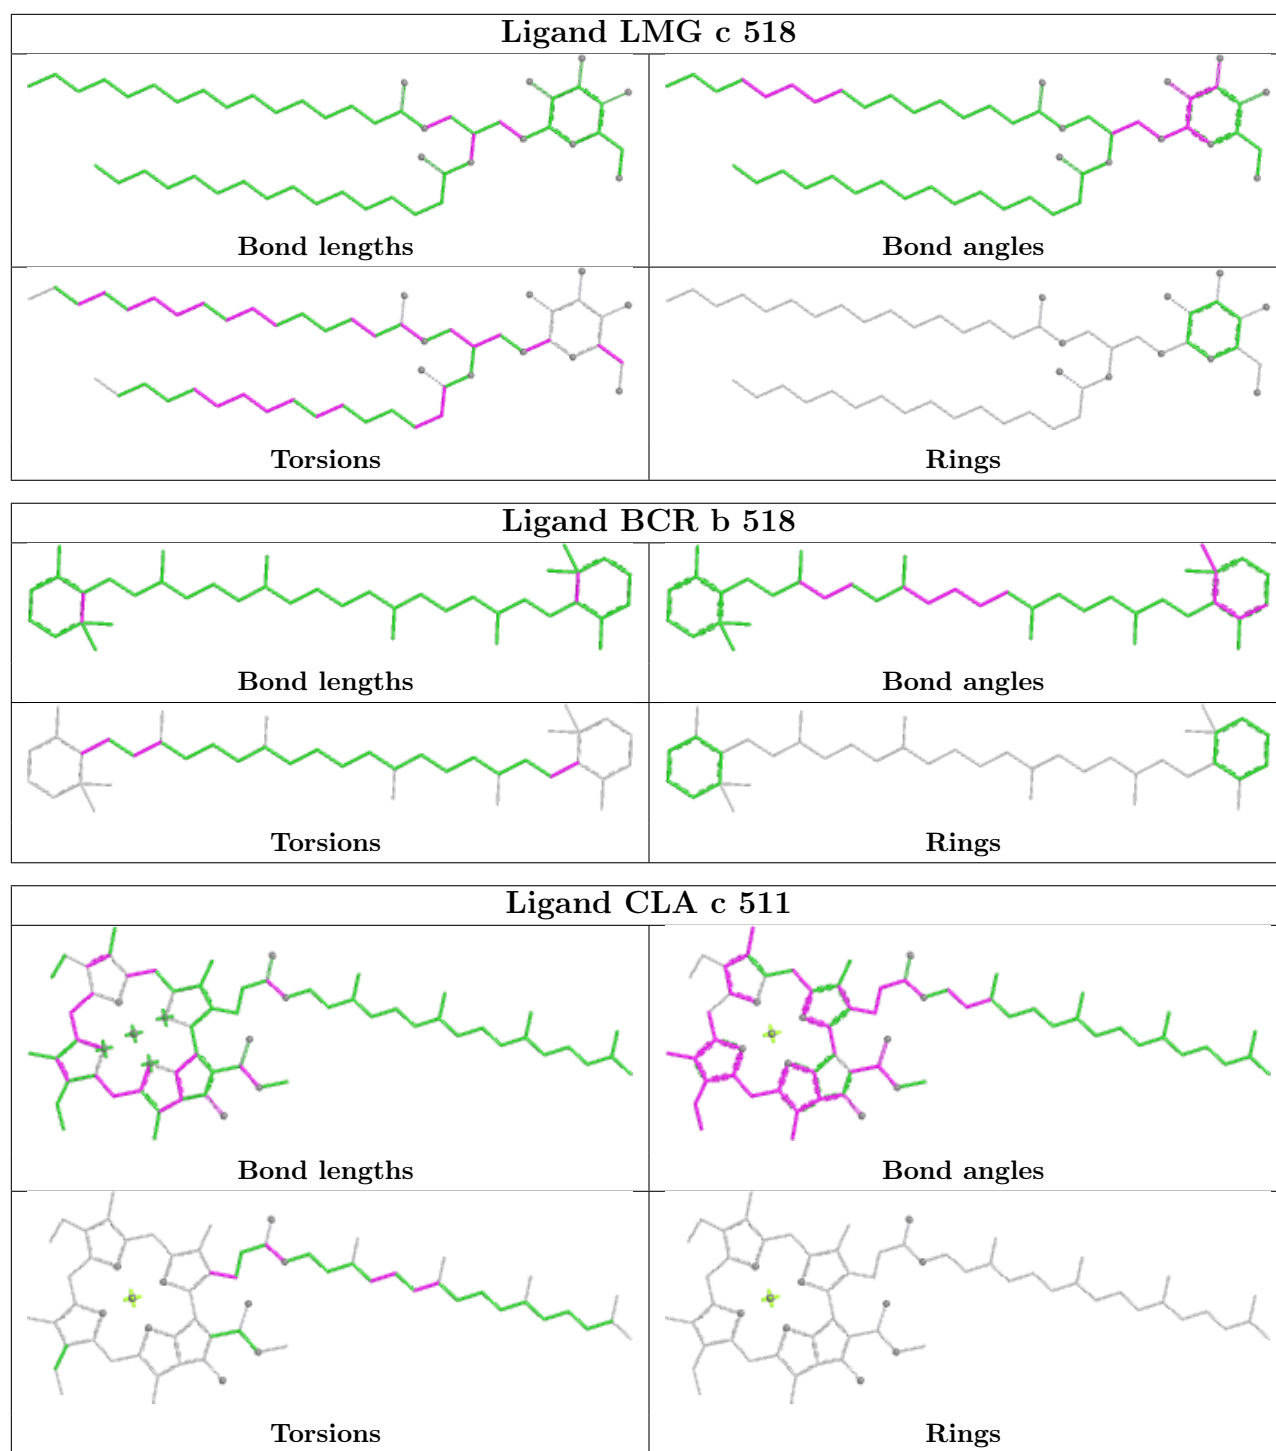 Ligand LMG c 518
Bond lengths
Bond angles
Torsions
Rings
Ligand BCR b 518
Bond lengths
Bond angles
Torsions
Rings
Ligand CLA c 511
Bond lengths
Bond angles
Torsions
Rings